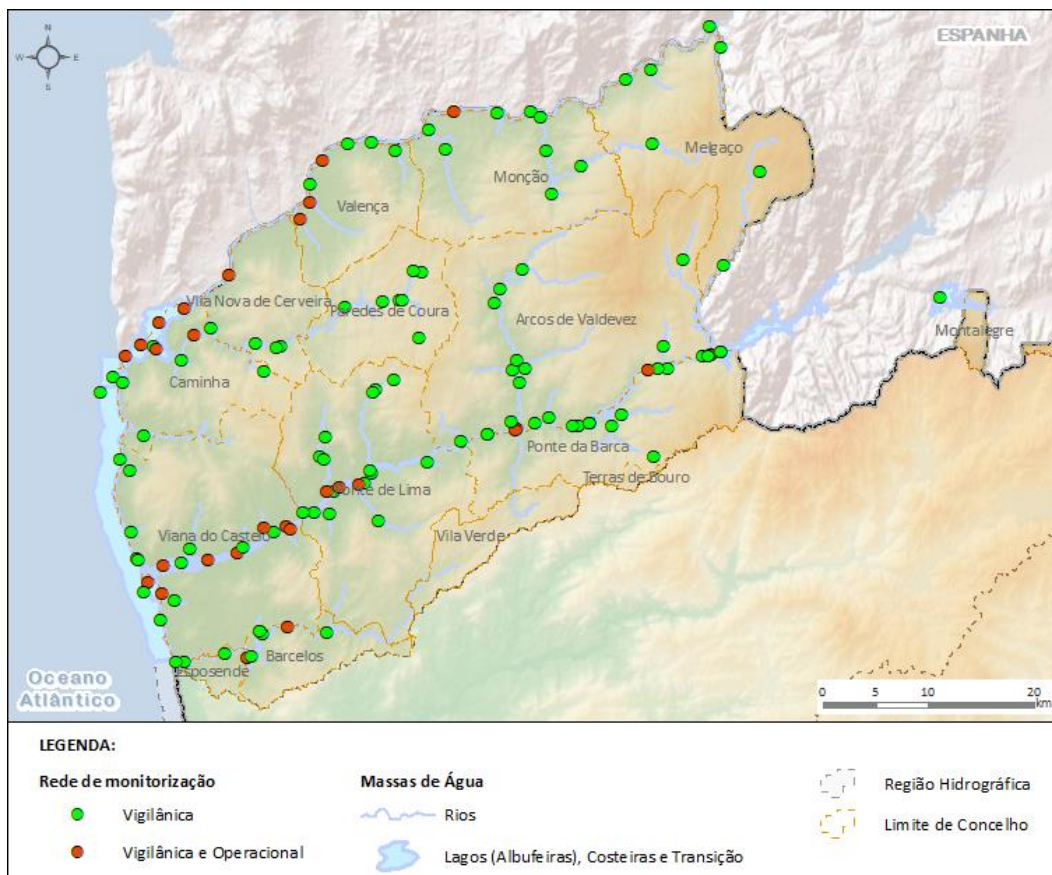 N
W
E
S
ESPANHA
Melgaço
Monção
Valença
Vila Nova de Cerveira
Paredes de Coura
Arcos de Valdevez
Montalegre
Caminha
Ponte da Barca
Terras de Bouro
Ponte de Lima
Viana do Castelo
Vila Verde
Barcelos
Esposende
Oceano
Atlântico
0 5 10 20
km
LEGENDA:
Rede de monitorização
Vigilânica
Vigilânica e Operacional
Massas de Água
Rios
Lagos (Albufeiras), Costeiras e Transição
Região Hidrográfica
Limite de Concelho